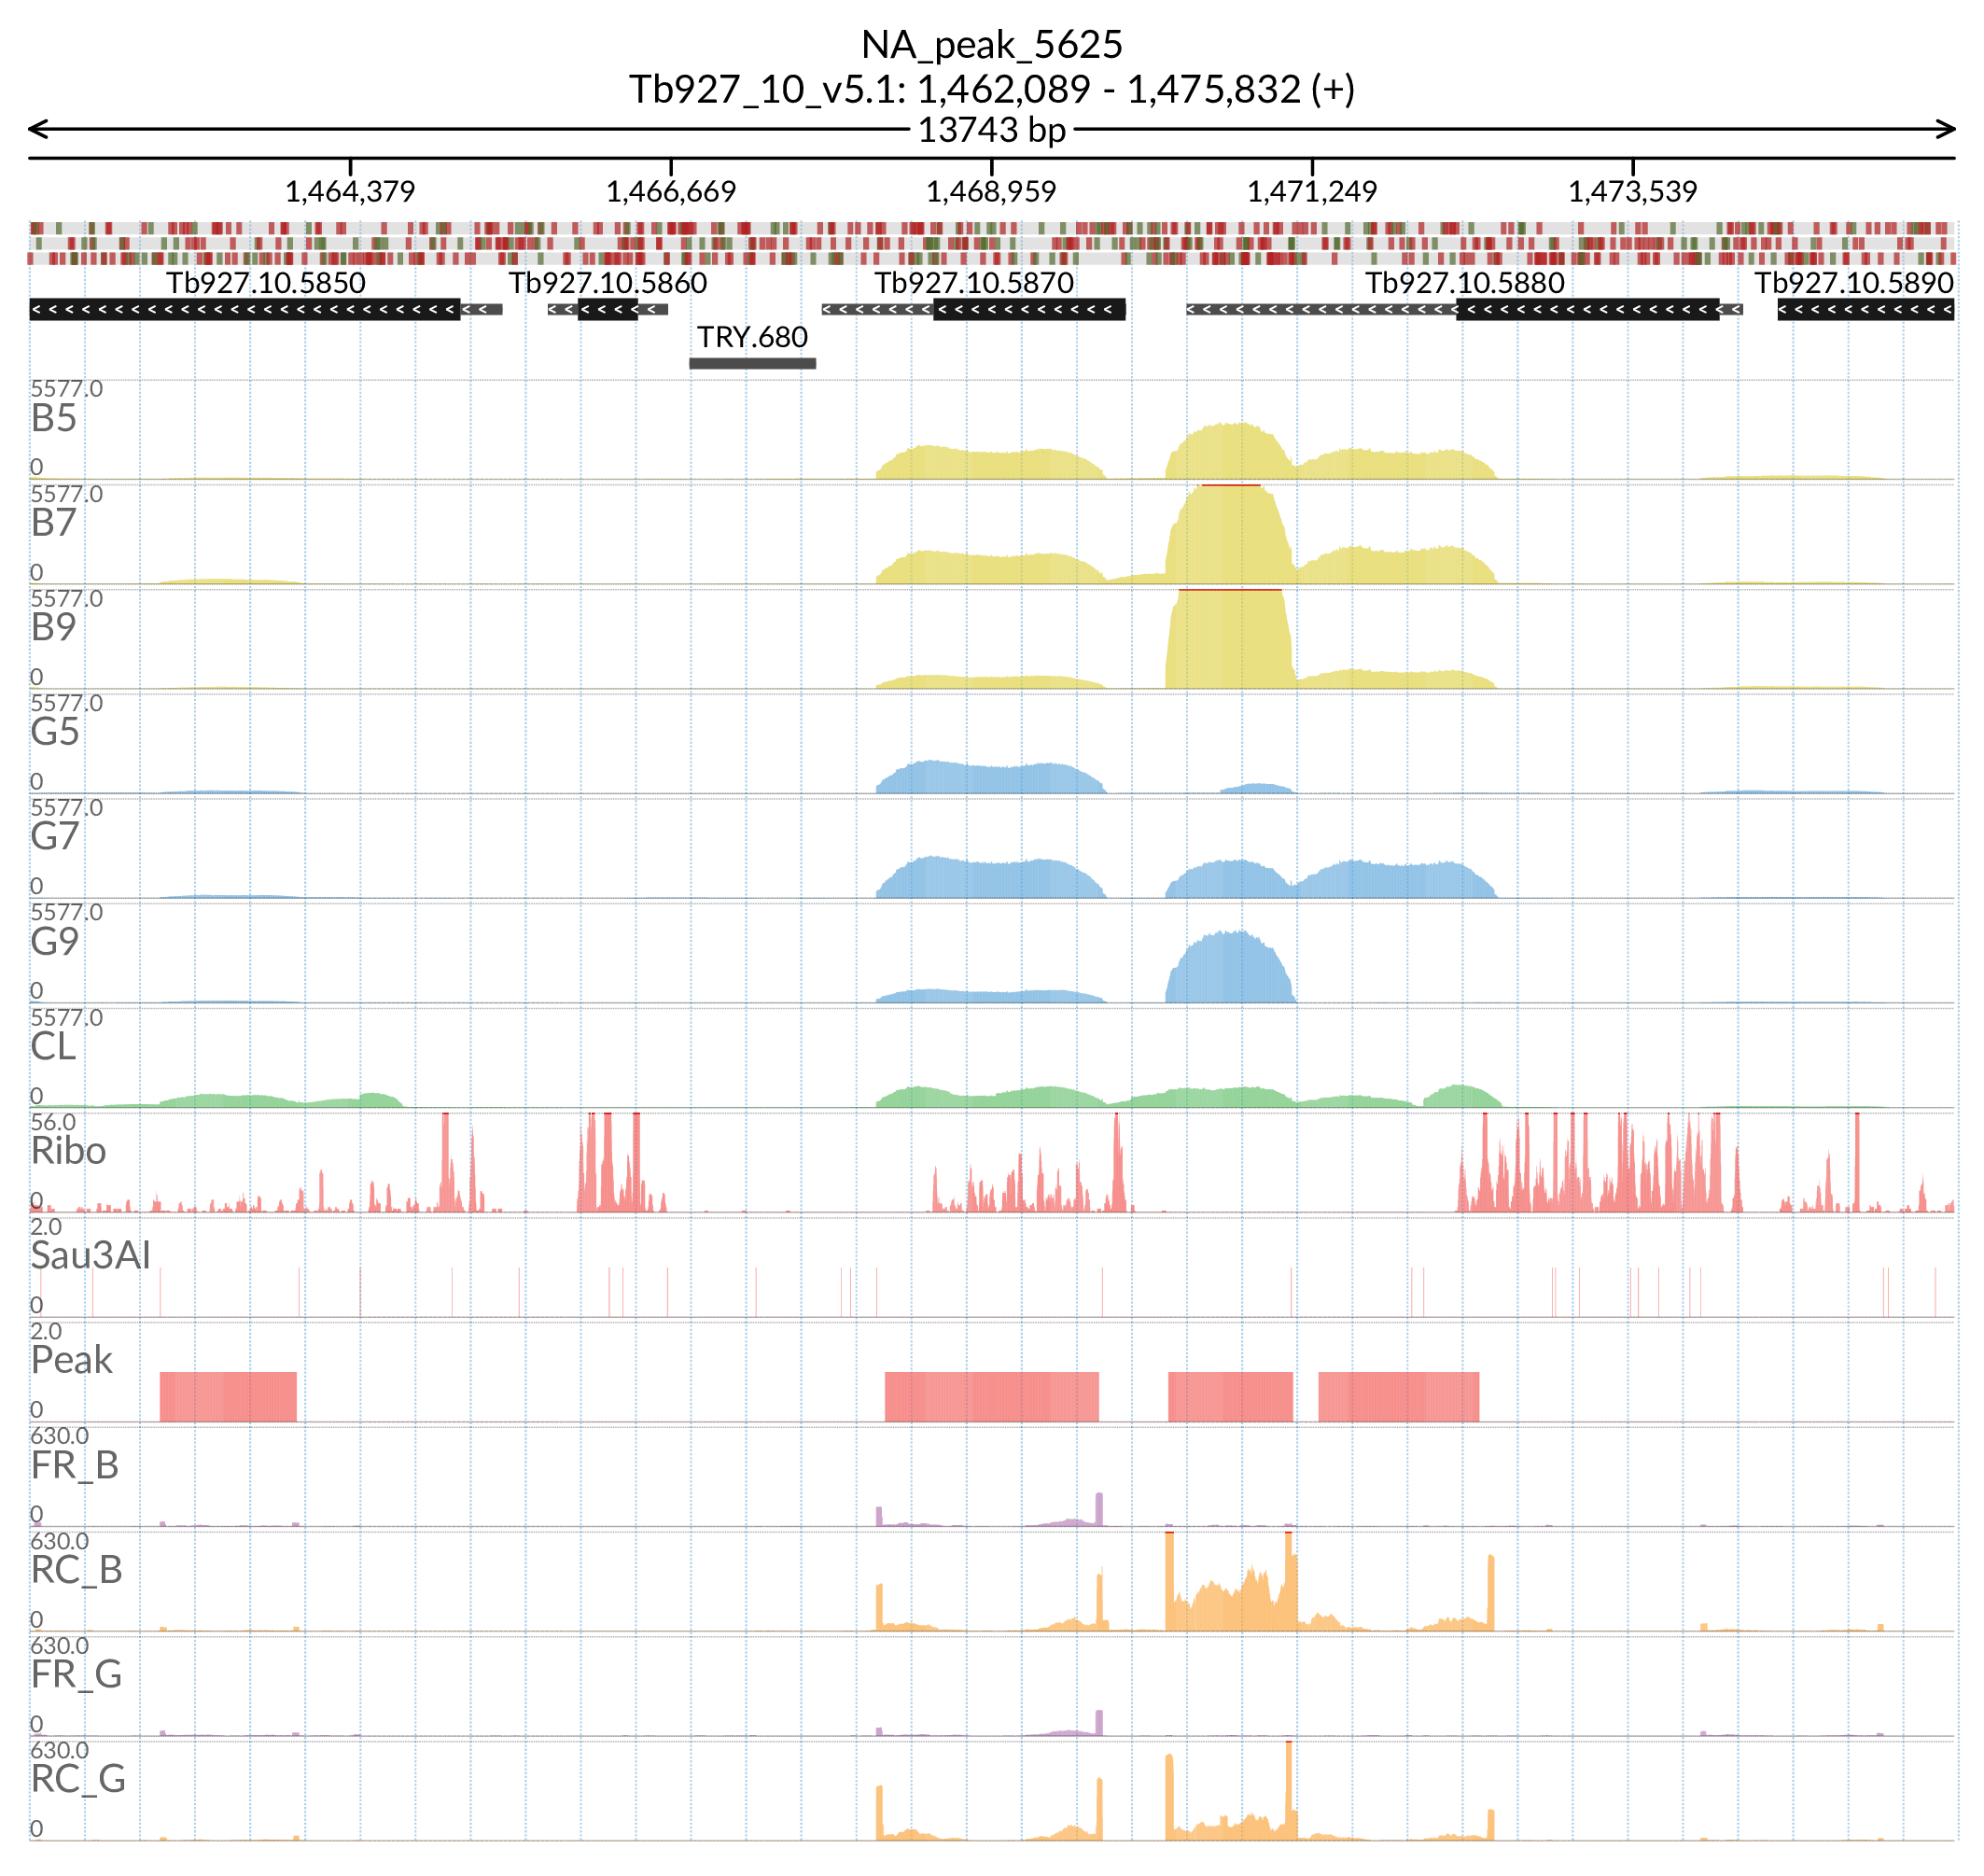 NA_peak_5625
Tb927_10_v5.1: 1,462,089 - 1,475,832 (+)
13743 bp
1,464,379 1,466,669 1,468,959 1,471,249 1,473,539
Tb927.10.5850 Tb927.10.5860 Tb927.10.5870 Tb927.10.5880 Tb927.10.5890
TRY.680
5577.0
B5
0
5577.0
B7
0
5577.0
B9
0
5577.0
G5
0
5577.0
G7
0
5577.0
G9
0
5577.0
CL
0
56.0
Ribo
0
2.0
Sau3AI
0
2.0
Peak
0
630.0
FR_B
0
630.0
RC_B
0
630.0
FR_G
0
630.0
RC_G
0